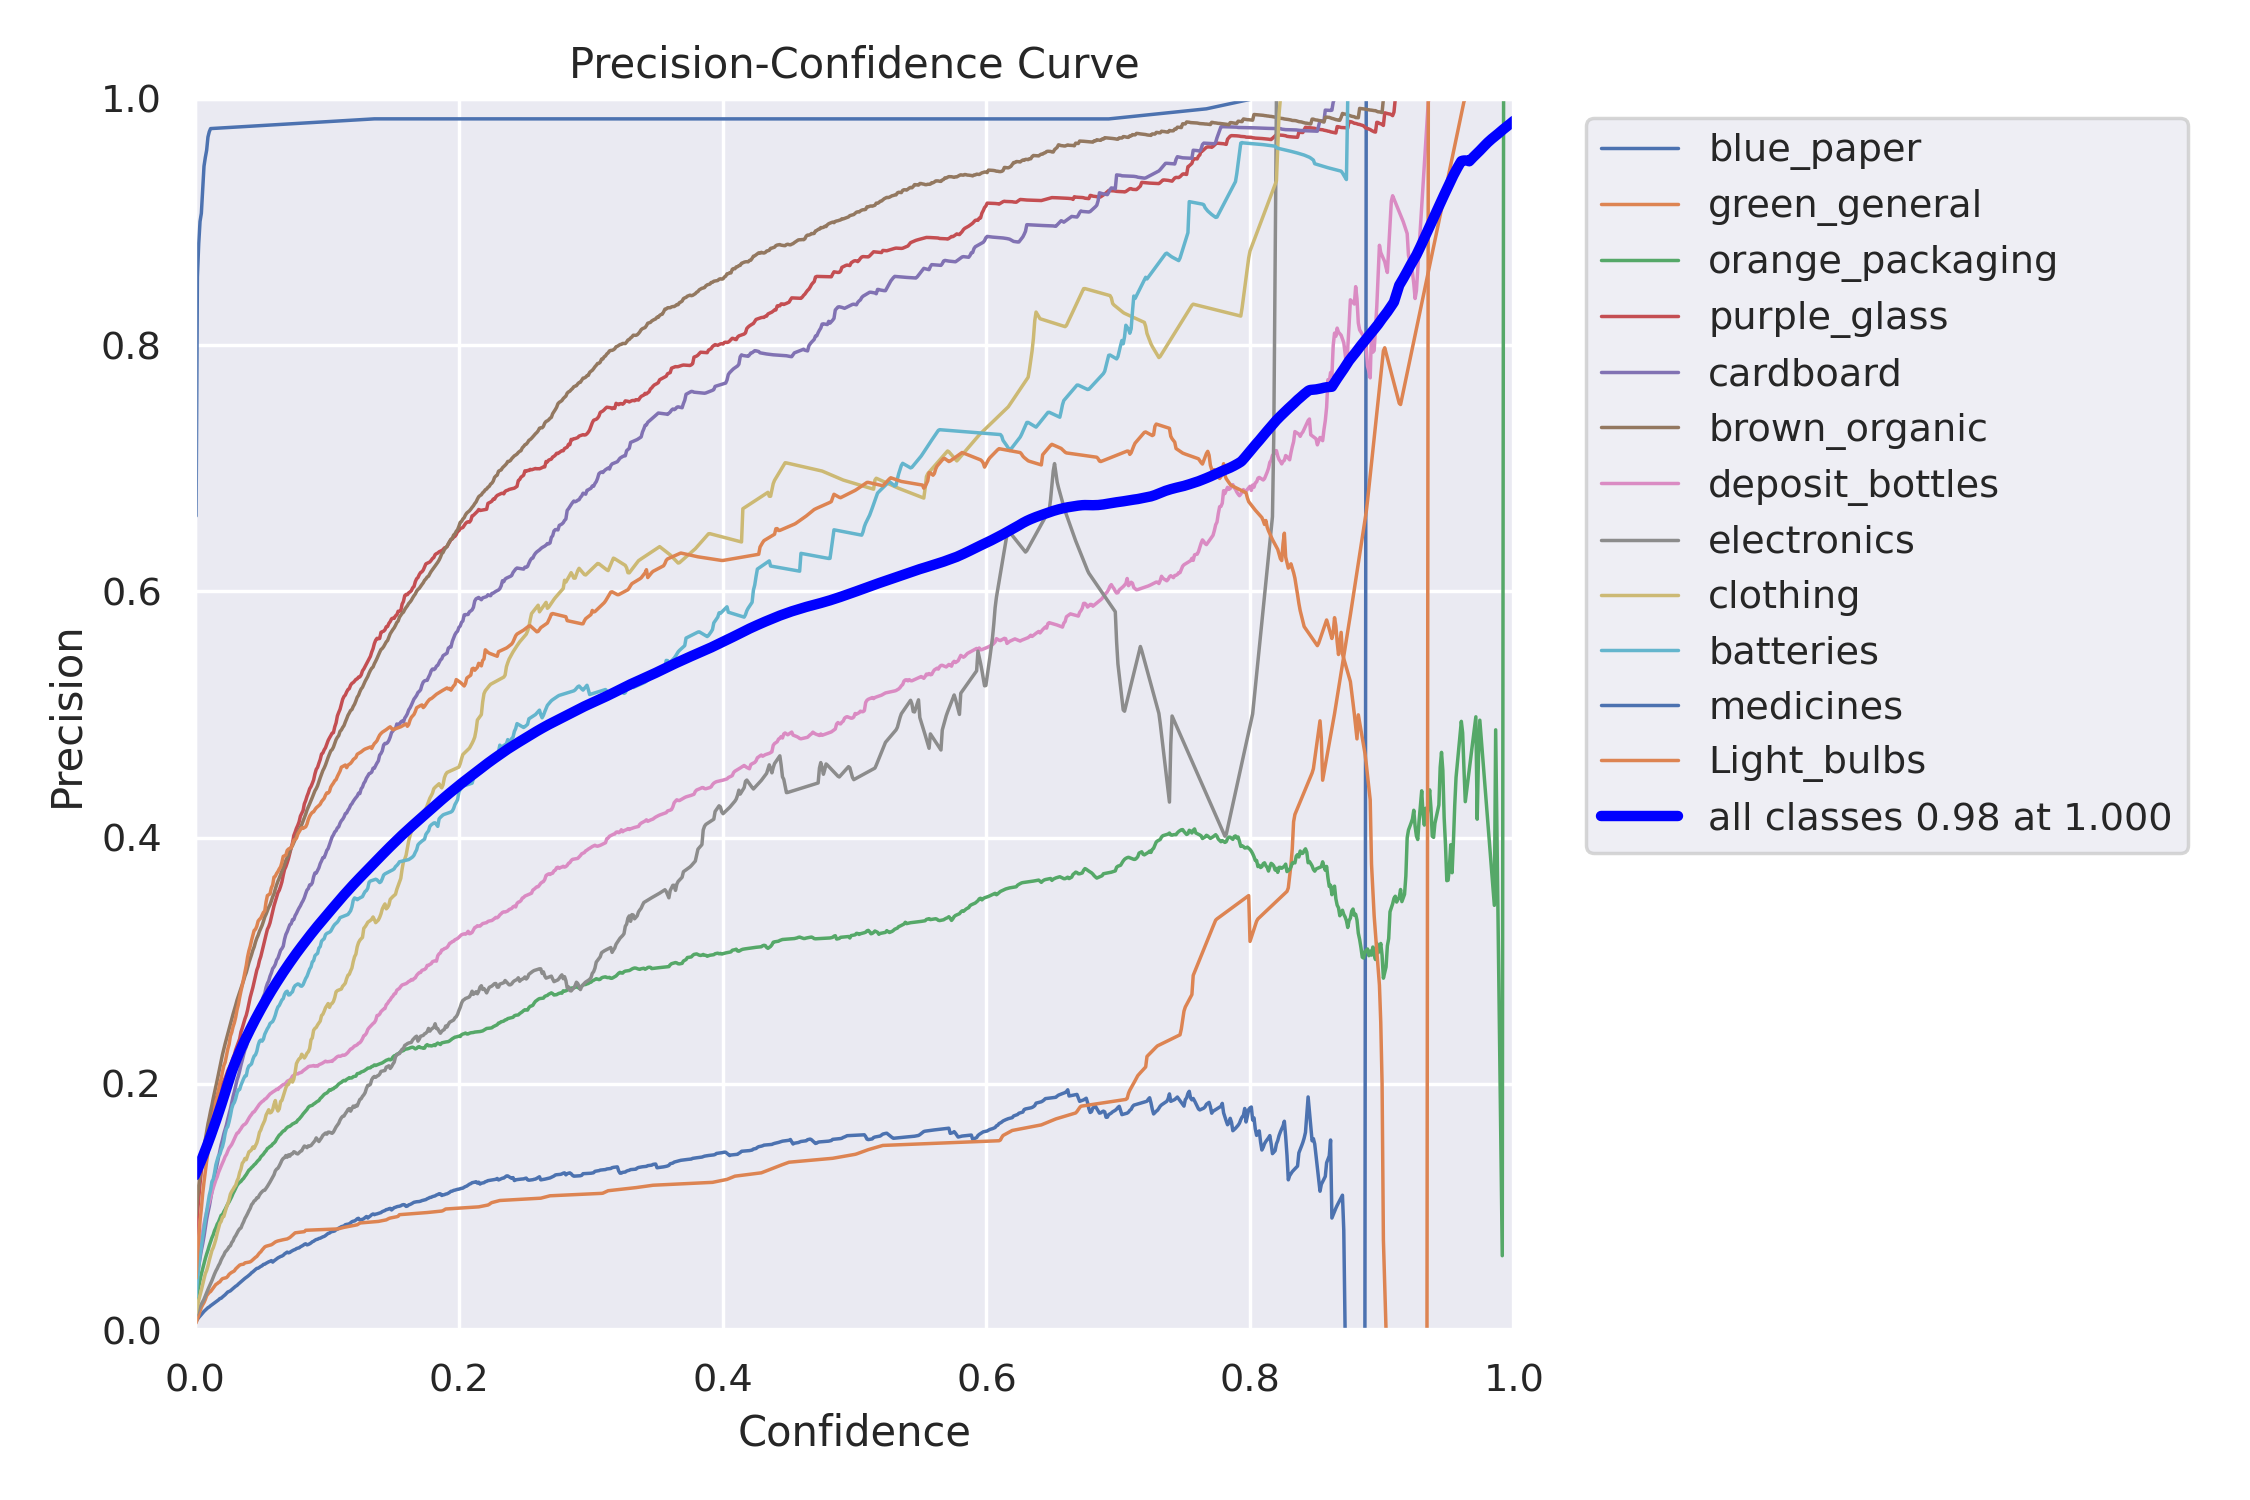 Precision-Confidence Curve
1.0
0.8
0.6
0.4
0.2
0.0
Precision
0.0 0.2 0.4 0.6 0.8 1.0
Confidence
blue_paper
green_general
orange_packaging
purple_glass
cardboard
brown_organic
deposit_bottles
electronics
clothing
batteries
medicines
Light_bulbs
all classes 0.98 at 1.000